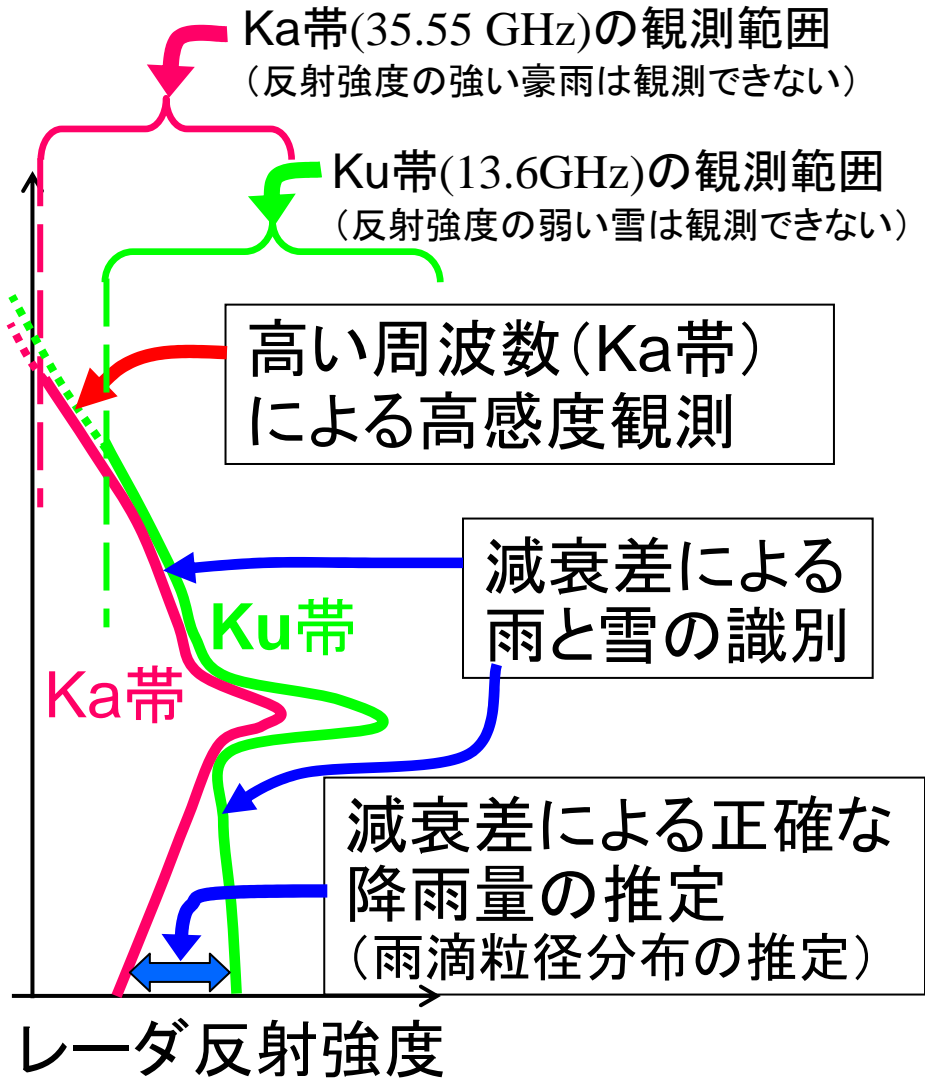 Ka帯(35.55 GHz)の観測範囲
（反射強度の強い豪雨は観測できない）
Ku帯(13.6GHz)の観測範囲
（反射強度の弱い雪は観測できない）
高い周波数（Ka帯）
による高感度観測
減衰差による
雨と雪の識別
Ku帯
Ka帯
減衰差による正確な
降雨量の推定
（雨滴粒径分布の推定）
レーダ反射強度